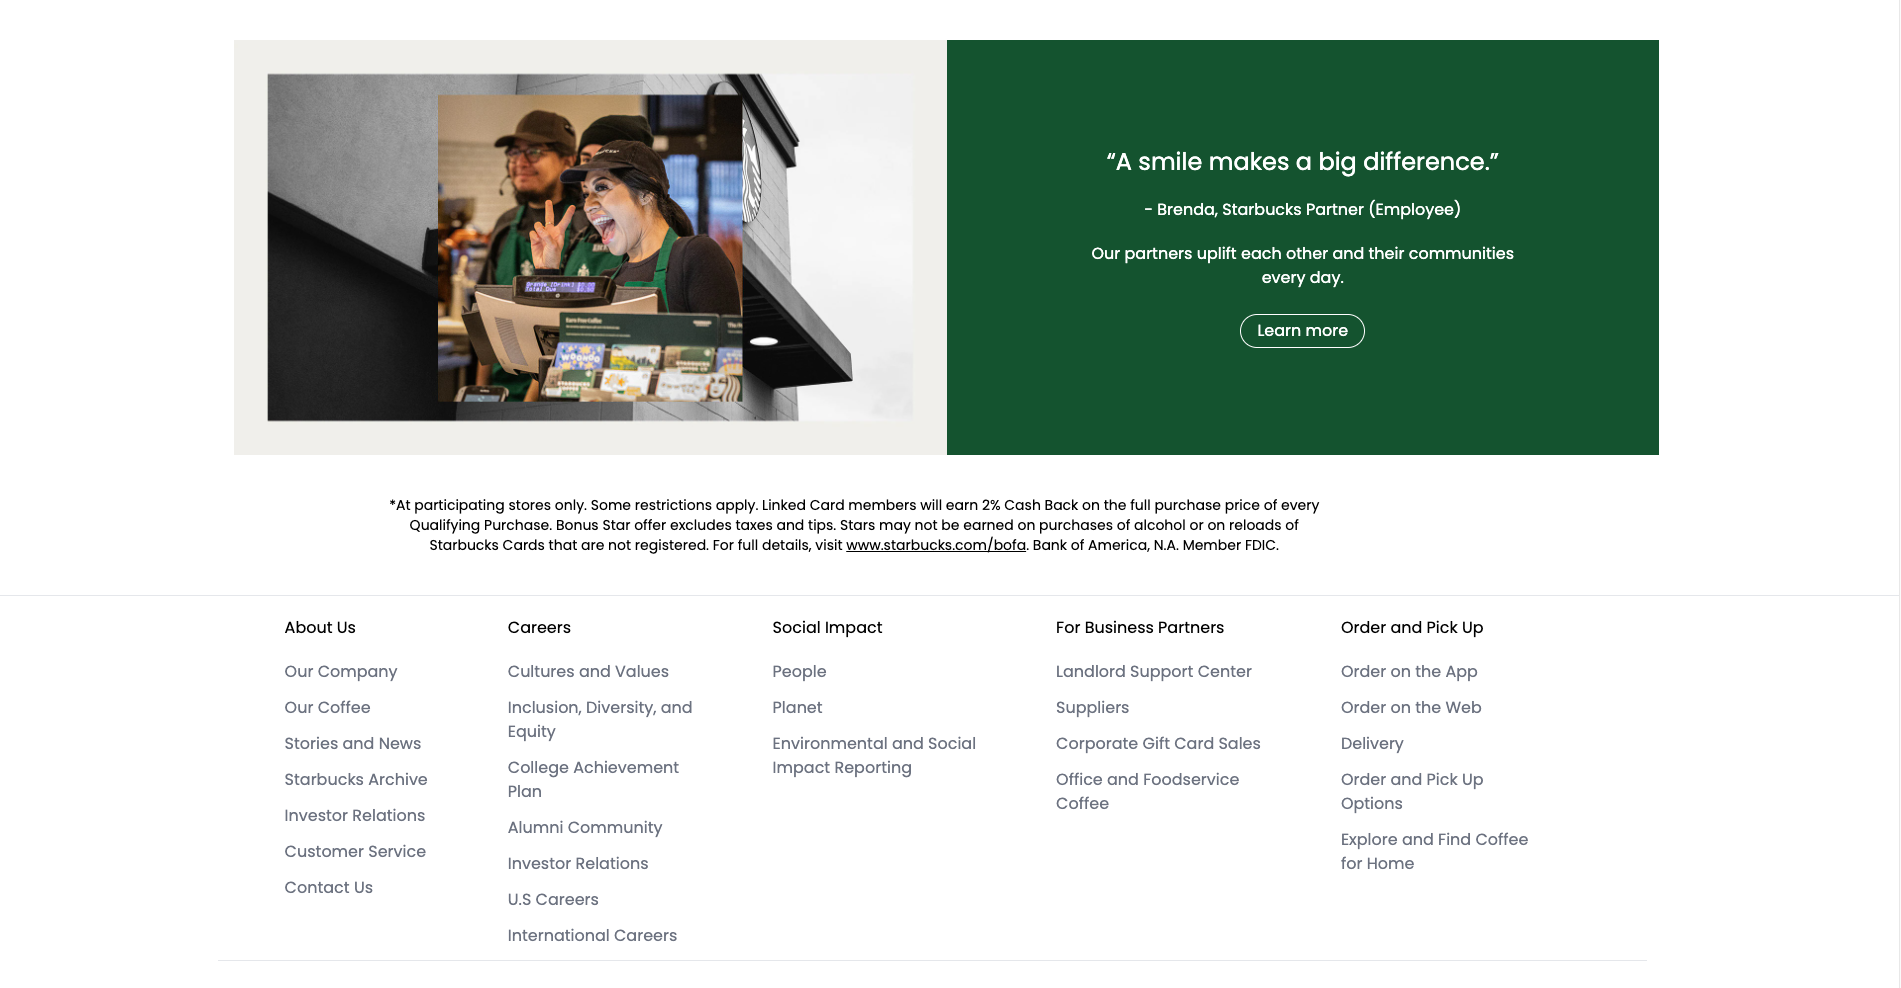 “A smile makes a big difference.”
- Brenda, Starbucks Partner (Employee)
Our partners uplift each other and their communities
every day.
Learn more
Total Due
WOOHOO
STARBUCKS
*At participating stores only. Some restrictions apply. Linked Card members will earn 2% Cash Back on the full purchase price of every
Qualifying Purchase. Bonus Star offer excludes taxes and tips. Stars may not be earned on purchases of alcohol or on reloads of
Starbucks Cards that are not registered. For full details, visit www.starbucks.com/bofa. Bank of America, N.A. Member FDIC.
About Us
Our Company
Our Coffee
Stories and News
Starbucks Archive
Investor Relations
Customer Service
Contact Us
Careers
Cultures and Values
Inclusion, Diversity, and
Equity
College Achievement
Plan
Alumni Community
Investor Relations
U.S Careers
International Careers
Social Impact
People
Planet
Environmental and Social
Impact Reporting
For Business Partners
Landlord Support Center
Suppliers
Corporate Gift Card Sales
Office and Foodservice
Coffee
Order and Pick Up
Order on the App
Order on the Web
Delivery
Order and Pick Up
Options
Explore and Find Coffee
for Home